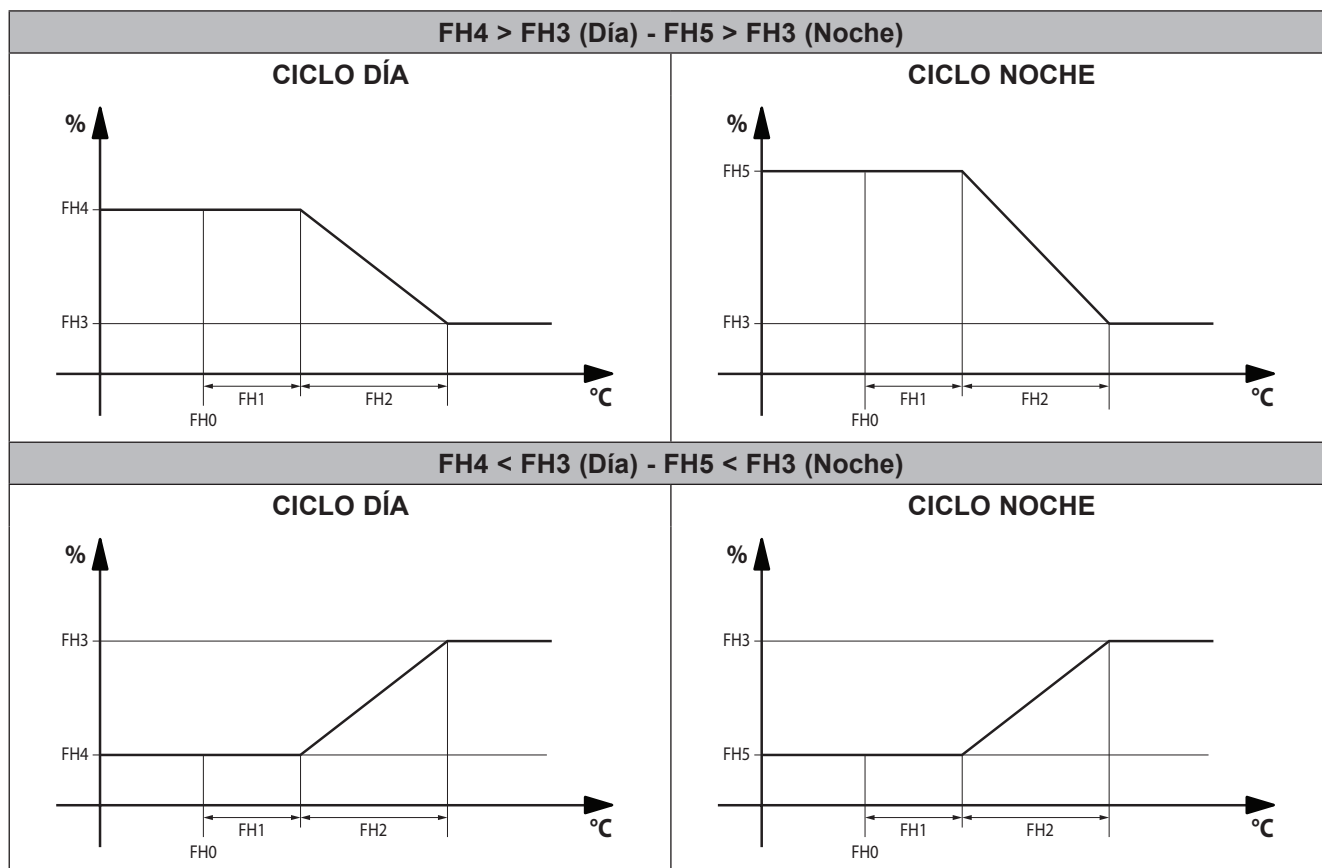 FH4 > FH3 (Día) - FH5 > FH3 (Noche)
CICLO DÍA
%
FH4
FH3
FH1
FH2
°C
FH0
CICLO NOCHE
%
FH5
FH3
FH1
FH2
°C
FH0
FH4 < FH3 (Día) - FH5 < FH3 (Noche)
CICLO DÍA
%
FH3
FH4
FH1
FH2
°C
FH0
CICLO NOCHE
%
FH3
FH5
FH1
FH2
°C
FH0